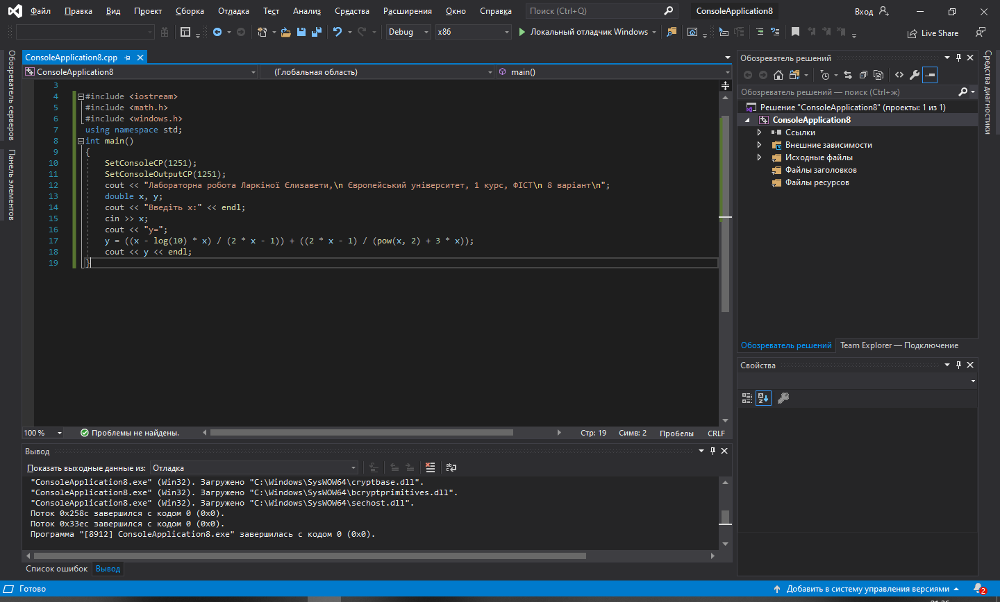 Файл Правка Вид Проект Сборка Отладка Тест Анализ Средства Расширения Окно Справка Поиск (Ctrl+Q) ConsoleApplication8 Вход
Debug x86 Локальный отладчик Windows Live Share
Обозреватель серверов
Панель элементов
ConsoleApplication8.cpp
ConsoleApplication8 (Глобальная область) main()
3
4 #include <iostream>
5 #include <math.h>
6 #include <windows.h>
7 using namespace std;
8 int main()
9 {
10 SetConsoleCP(1251);
11 SetConsoleOutputCP(1251);
12 cout << "Лабораторна робота Ларкіної Єлизавети,\n Європейський університет, 1 курс, ФІСТ\n 8 варіант\n";
13 double x, y;
14 cout << "Введіть x:" << endl;
15 cin >> x;
16 cout << "y=";
17 y = ((x - log(10) * x) / (2 * x - 1)) + ((2 * x - 1) / (pow(x, 2) + 3 * x));
18 cout << y << endl;
19 }
100 % Проблемы не найдены. Стр: 19 Симв: 2 Пробелы CRLF
Вывод
Показать выходные данные из: Отладка
"ConsoleApplication8.exe" (Win32). Загружено "C:\Windows\SysWOW64\cryptbase.dll".
"ConsoleApplication8.exe" (Win32). Загружено "C:\Windows\SysWOW64\bcryptprimitives.dll".
"ConsoleApplication8.exe" (Win32). Загружено "C:\Windows\SysWOW64\sechost.dll".
Поток 0x258c завершился с кодом 0 (0x0).
Поток 0x33ec завершился с кодом 0 (0x0).
Программа "[8912] ConsoleApplication8.exe" завершилась с кодом 0 (0x0).
Список ошибок Вывод
Обозреватель решений
Обозреватель решений — поиск (Ctrl+ж)
Решение "ConsoleApplication8" (проекты: 1 из 1)
ConsoleApplication8
Ссылки
Внешние зависимости
Исходные файлы
Файлы заголовков
Файлы ресурсов
Обозреватель решений Team Explorer — Подключение
Свойства
Средства диагностики
Готово Добавить в систему управления версиями 2